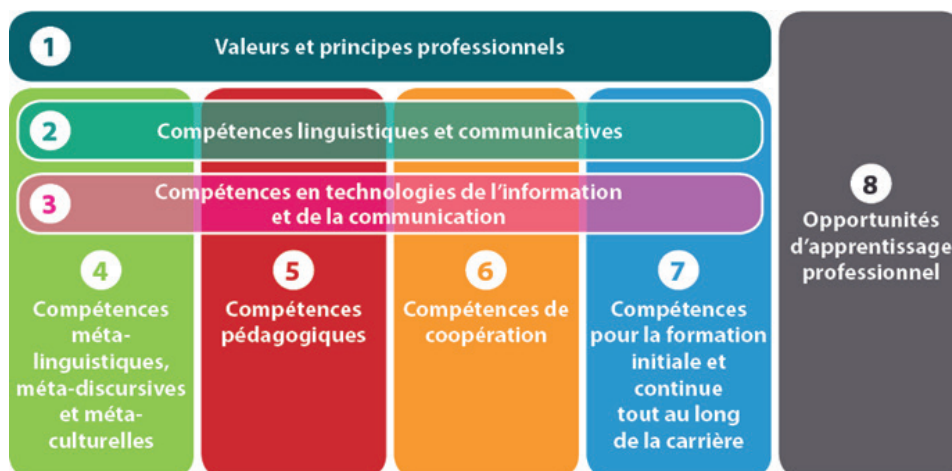 1
Valeurs et principes professionnels
2
Compétences linguistiques et communicatives
3
Compétences en technologies de l’information
et de la communication
4
Compétences
méta-
linguistiques,
méta-discursives
et méta-
culturelles
5
Compétences
pédagogiques
6
Compétences de
coopération
7
Compétences
pour la formation
initiale et
continue
tout au long
de la carrière
8
Opportunités
d’apprentissage
professionnel